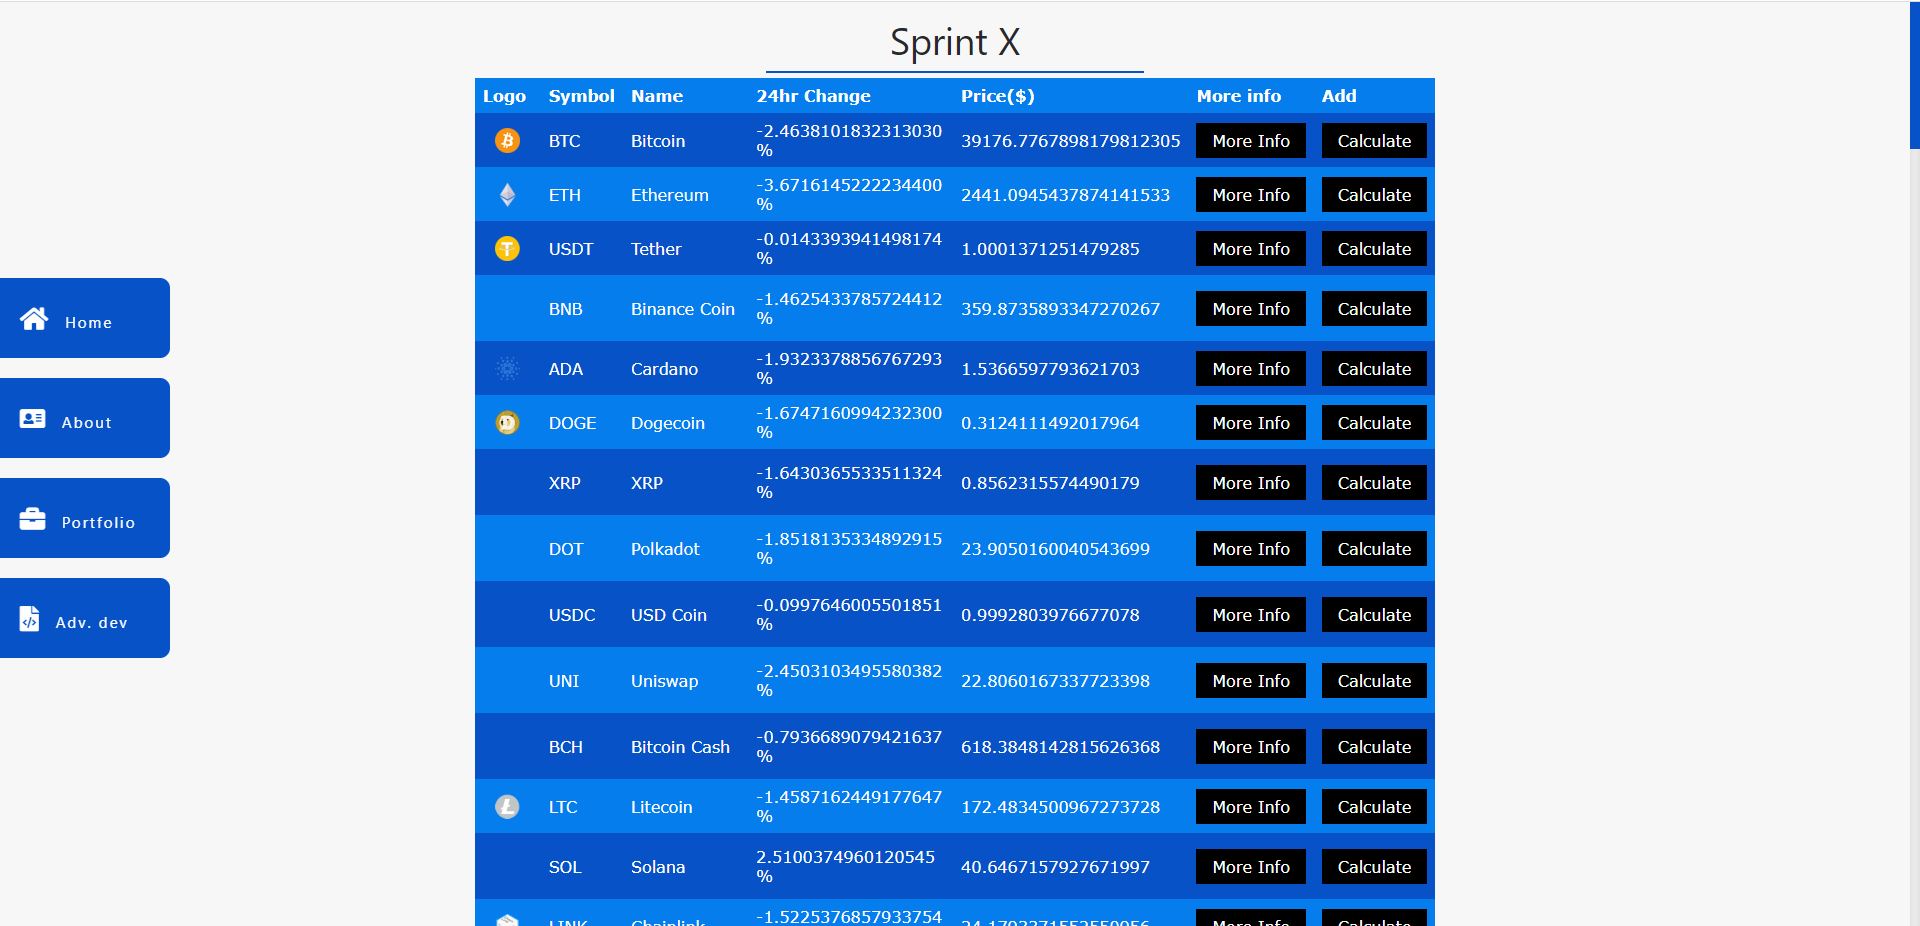 Sprint X
Logo Symbol Name 24hr Change Price($) More info Add
BTC Bitcoin -2.4638101832313030 % 39176.7767898179812305 More Info Calculate
ETH Ethereum -3.6716145222234400 % 2441.0945437874141533 More Info Calculate
USDT Tether -0.0143393941498174 % 1.0001371251479285 More Info Calculate
BNB Binance Coin -1.4625433785724412 % 359.8735893347270267 More Info Calculate
ADA Cardano -1.9323378856767293 % 1.5366597793621703 More Info Calculate
DOGE Dogecoin -1.6747160994232300 % 0.3124111492017964 More Info Calculate
XRP XRP -1.6430365533511324 % 0.8562315574490179 More Info Calculate
DOT Polkadot -1.8518135334892915 % 23.9050160040543699 More Info Calculate
USDC USD Coin -0.0997646005501851 % 0.9992803976677078 More Info Calculate
UNI Uniswap -2.4503103495580382 % 22.8060167337723398 More Info Calculate
BCH Bitcoin Cash -0.7936689079421637 % 618.3848142815626368 More Info Calculate
LTC Litecoin -1.4587162449177647 % 172.4834500967273728 More Info Calculate
SOL Solana 2.5100374960120545 % 40.6467157927671997 More Info Calculate
LINK Chainlink -1.5225376857933754 More Info Calculate
Home
About
Portfolio
Adv. dev